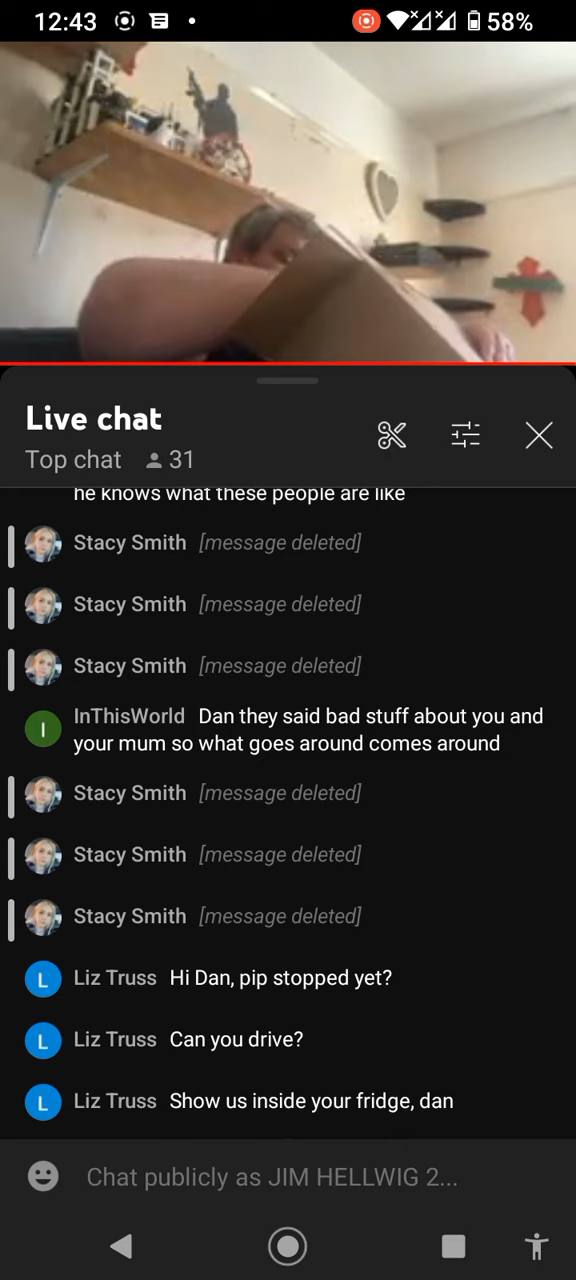 12:43
58%
Live chat
Top chat 31
he knows what these people are like
Stacy Smith [message deleted]
Stacy Smith [message deleted]
Stacy Smith [message deleted]
I InThisWorld Dan they said bad stuff about you and
your mum so what goes around comes around
Stacy Smith [message deleted]
Stacy Smith [message deleted]
Stacy Smith [message deleted]
L Liz Truss Hi Dan, pip stopped yet?
L Liz Truss Can you drive?
L Liz Truss Show us inside your fridge, dan
Chat publicly as JIM HELLWIG 2...